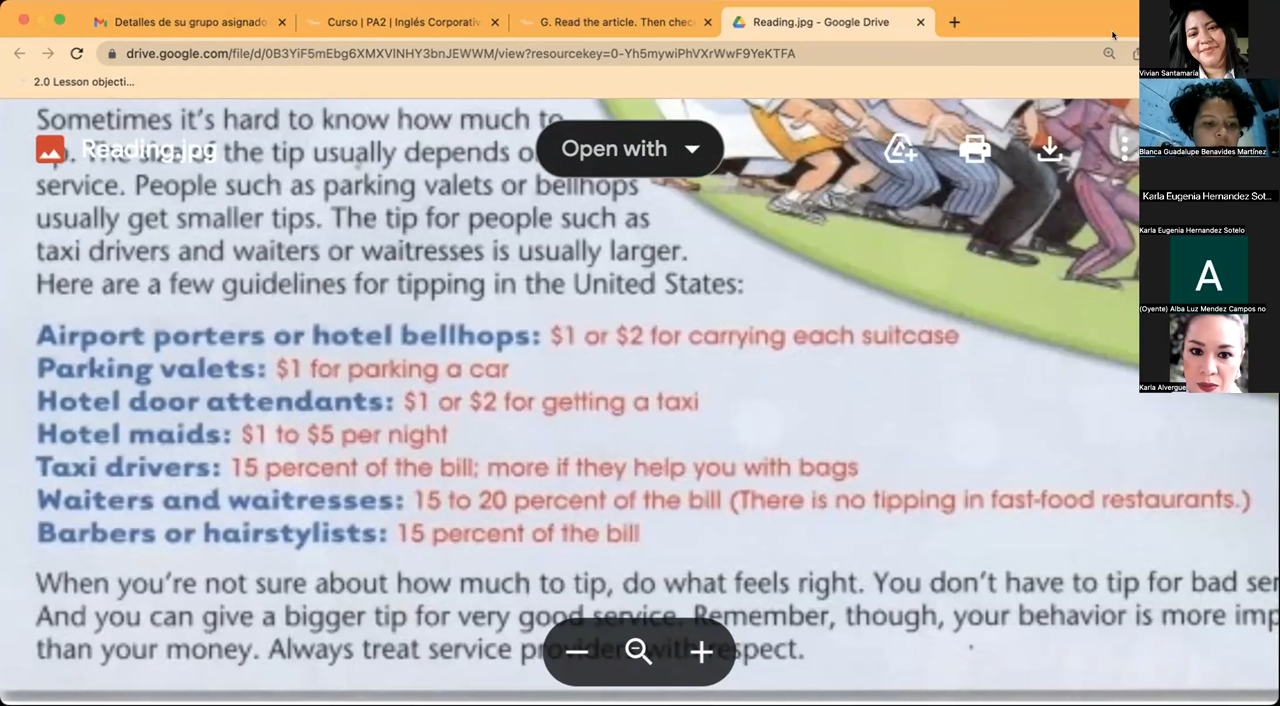 Detalles de su grupo asignado
Curso | PA2 | Inglés Corporativ
G. Read the article. Then chec
Reading.jpg - Google Drive
drive.google.com/file/d/0B3YiF5mEbg6XMXVlNHY3bnJEWWM/view?resourcekey=0-Yh5mywiPhVXrWwF9YeKTFA
2.0 Lesson objecti...
Sometimes it's hard to know how much to
Reading.jpg
the tip usually depends
Open with
service. People such as parking valets or bellhops
usually get smaller tips. The tip for people such as
taxi drivers and waiters or waitresses is usually larger.
Here are a few guidelines for tipping in the United States:
Airport porters or hotel bellhops: $1 or $2 for carrying each suitcase
Parking valets: $1 for parking a car
Hotel door attendants: $1 or $2 for getting a taxi
Hotel maids: $1 to $5 per night
Taxi drivers: 15 percent of the bill; more if they help you with bags
Waiters and waitresses: 15 to 20 percent of the bill (There is no tipping in fast-food restaurants.)
Barbers or hairstylists: 15 percent of the bill
When you're not sure about how much to tip, do what feels right. You don't have to tip for bad ser
And you can give a bigger tip for very good service. Remember, though, your behavior is more imp
than your money. Always treat service providers with respect.
Vivian Santamaría
Blanca Guadalupe Benavides Martínez
Karla Eugenia Hernandez Sot...
Karla Eugenia Hernandez Sotelo
A
(Oyente) Alba Luz Mendez Campos no
Karla Alvergue